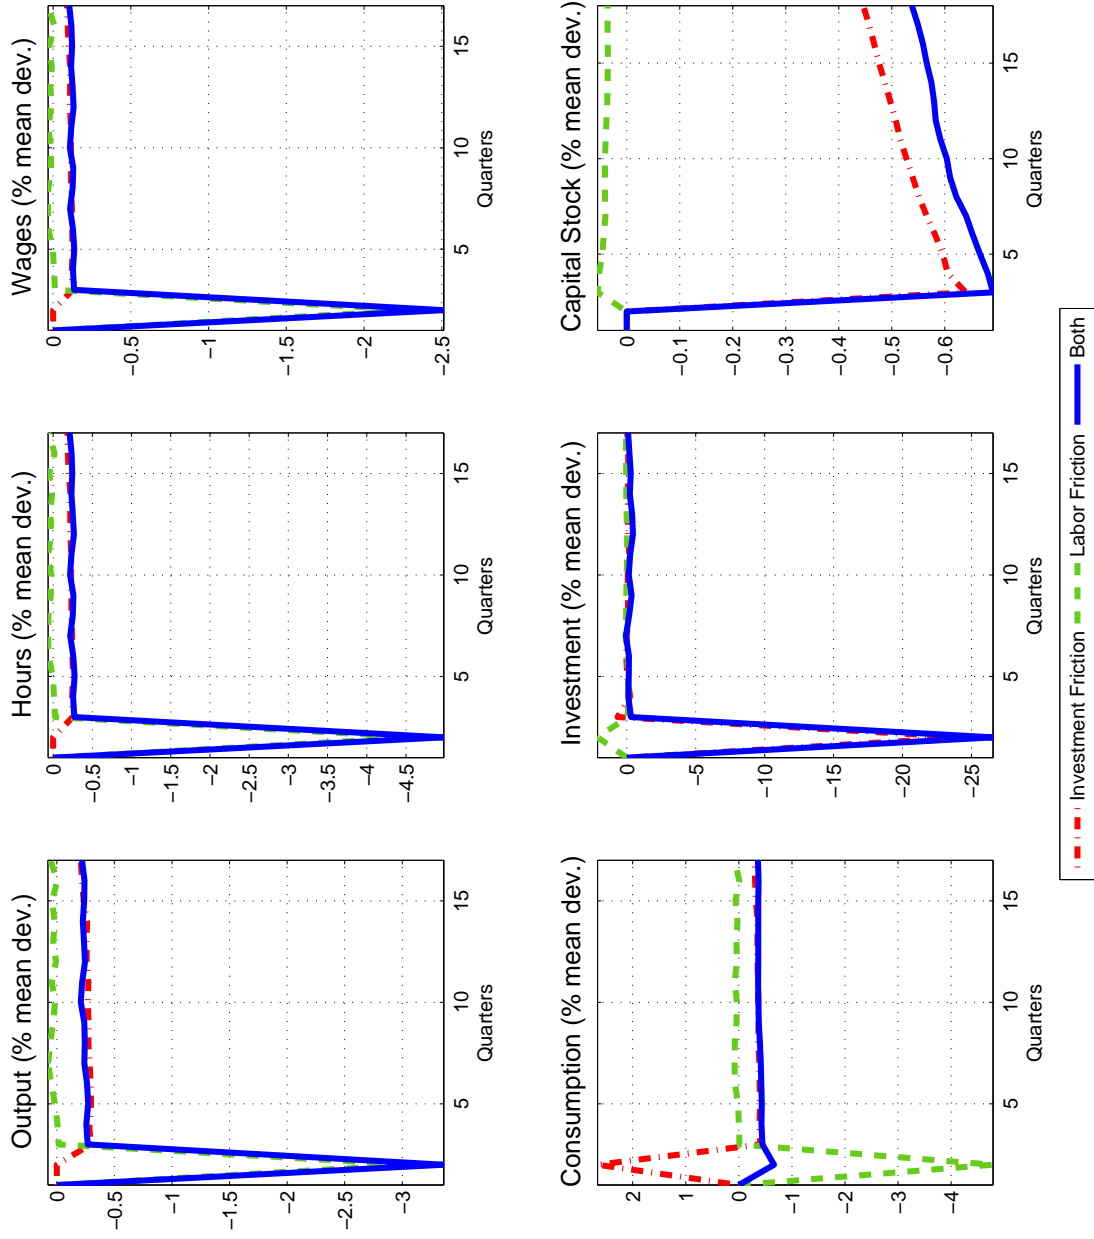 Output (% mean dev.)
0
−0.5
−1
−1.5
−2
−2.5
−3
5 10 15
Quarters
Hours (% mean dev.)
0
−0.5
−1
−1.5
−2
−2.5
−3
−3.5
−4
−4.5
5 10 15
Quarters
Wages (% mean dev.)
0
−0.5
−1
−1.5
−2
−2.5
5 10 15
Quarters
Consumption (% mean dev.)
2
1
0
−1
−2
−3
−4
5 10 15
Quarters
Investment (% mean dev.)
0
−5
−10
−15
−20
−25
5 10 15
Quarters
Capital Stock (% mean dev.)
0
−0.1
−0.2
−0.3
−0.4
−0.5
−0.6
5 10 15
Quarters
Investment Friction Labor Friction Both